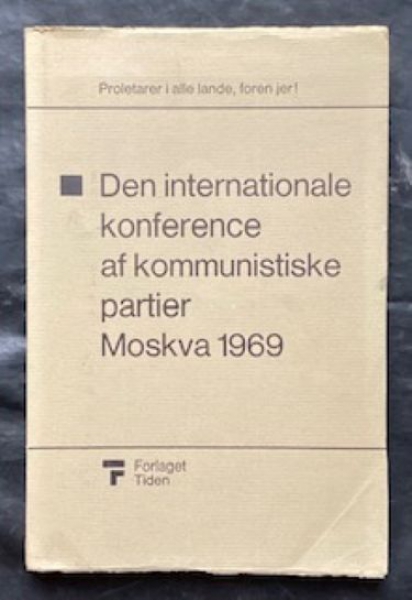 Proletarer i alle lande, foren jer!
Den internationale
konference
af kommunistiske
partier
Moskva 1969
Forlaget
Tiden